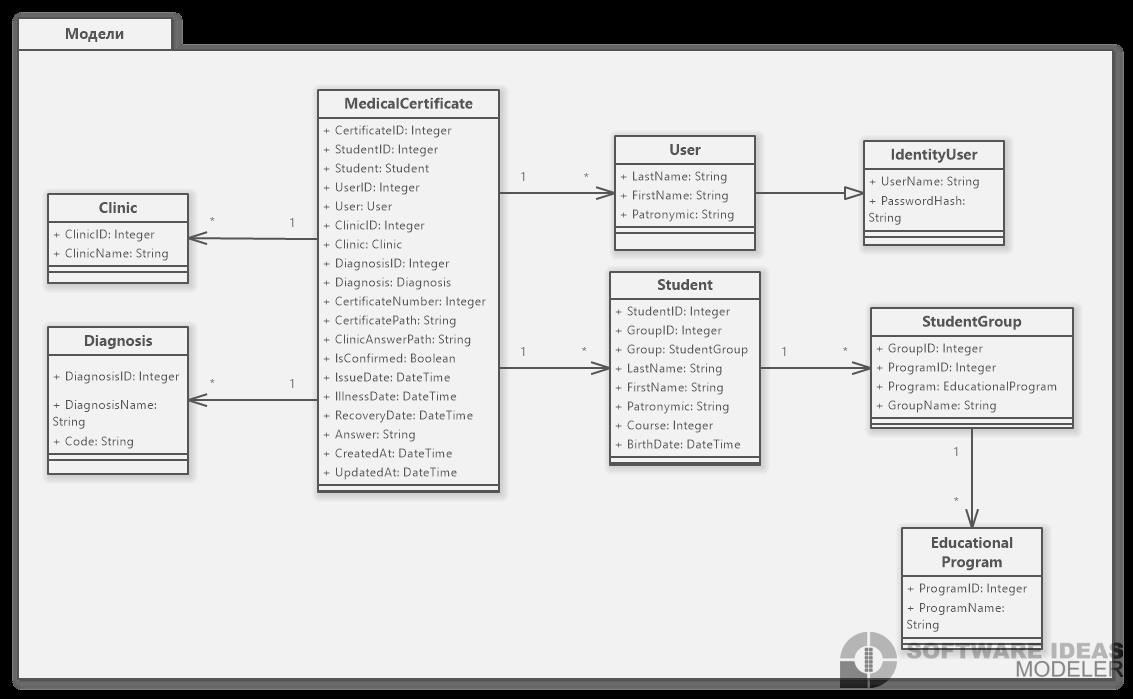 Модели
MedicalCertificate
+ CertificateID: Integer
+ StudentID: Integer
+ Student: Student
+ UserID: Integer
+ User: User
+ ClinicID: Integer
+ Clinic: Clinic
+ DiagnosisID: Integer
+ Diagnosis: Diagnosis
+ CertificateNumber: Integer
+ CertificatePath: String
+ ClinicAnswerPath: String
+ IsConfirmed: Boolean
+ IssueDate: DateTime
+ IllnessDate: DateTime
+ RecoveryDate: DateTime
+ Answer: String
+ CreatedAt: DateTime
+ UpdatedAt: DateTime
Clinic
+ ClinicID: Integer
+ ClinicName: String
* 1
Diagnosis
+ DiagnosisID: Integer
+ DiagnosisName:
String
+ Code: String
* 1
1 *
User
+ LastName: String
+ FirstName: String
+ Patronymic: String
IdentityUser
+ UserName: String
+ PasswordHash:
String
1 *
Student
+ StudentID: Integer
+ GroupID: Integer
+ Group: StudentGroup
+ LastName: String
+ FirstName: String
+ Patronymic: String
+ Course: Integer
+ BirthDate: DateTime
1 *
StudentGroup
+ GroupID: Integer
+ ProgramID: Integer
+ Program: EducationalProgram
+ GroupName: String
1
*
Educational
Program
+ ProgramID: Integer
+ ProgramName:
String
SOFTWARE IDEAS
MODELER